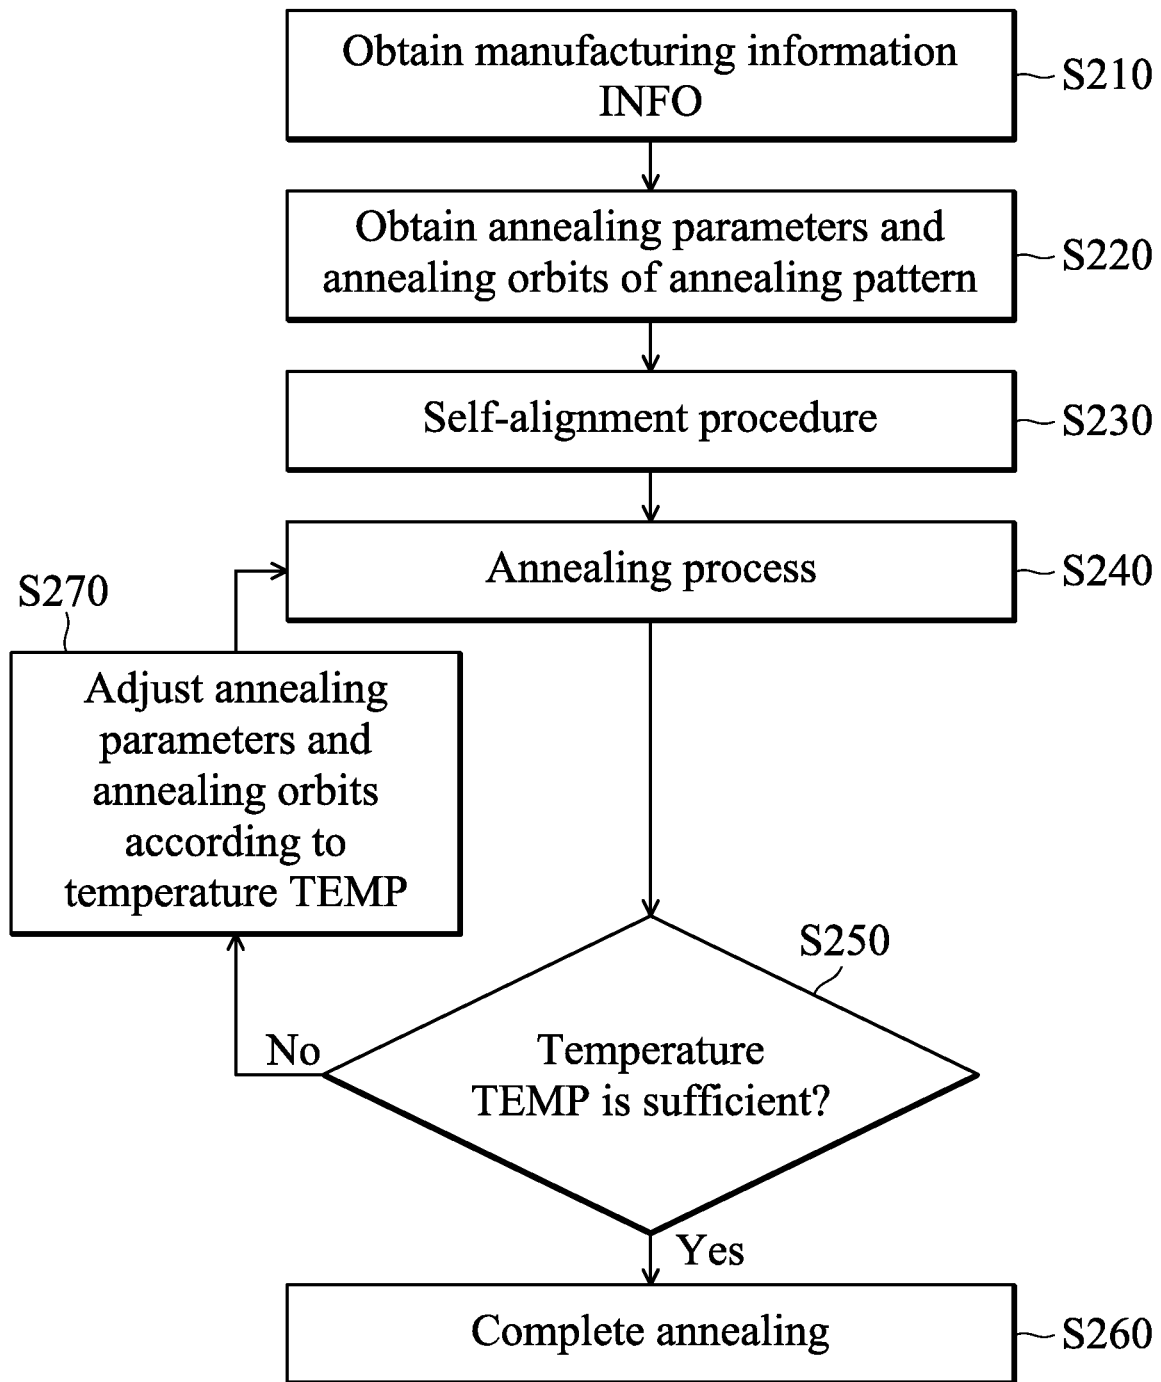 Obtain manufacturing information
INFO
S210
Obtain annealing parameters and
annealing orbits of annealing pattern
S220
Self-alignment procedure
S230
Annealing process
S240
S270
Adjust annealing
parameters and
annealing orbits
according to
temperature TEMP
S250
Temperature
TEMP is sufficient?
No
Yes
Complete annealing
S260